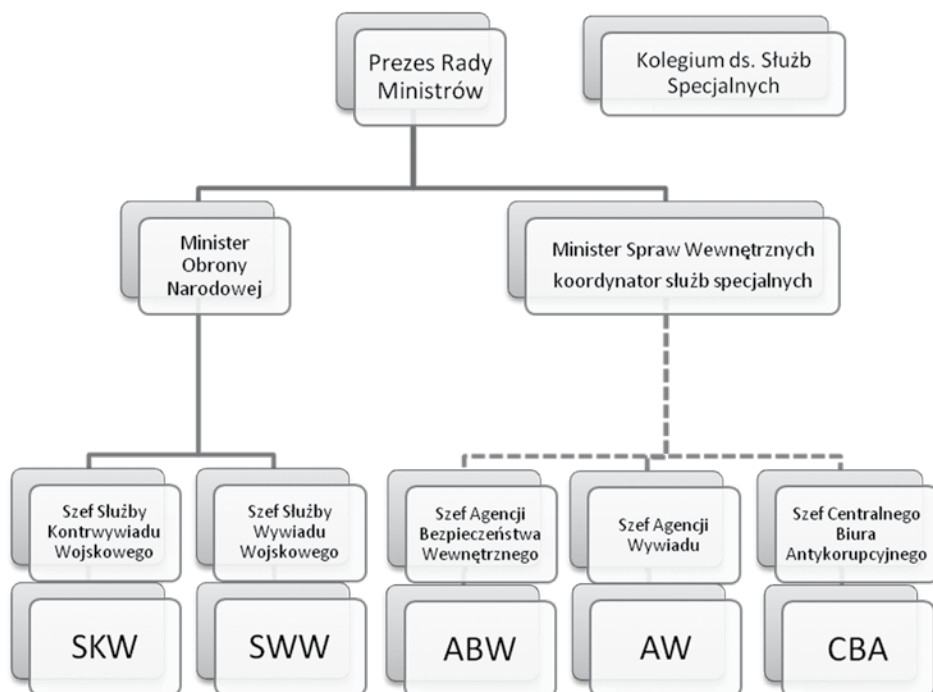 Prezes Rady
Ministrów
Kolegium ds. Służb
Specjalnych
Minister
Obrony
Narodowej
Minister Spraw Wewnętrznych
koordynator służb specjalnych
Szef Służby
Kontrwywiadu
Wojskowego
Szef Służby
Wywiadu
Wojskowego
Szef Agencji
Bezpieczeństwa
Wewnętrznego
Szef Agencji
Wywiadu
Szef Centralnego
Biura
Antykorupcyjnego
SKW
SWW
ABW
AW
CBA